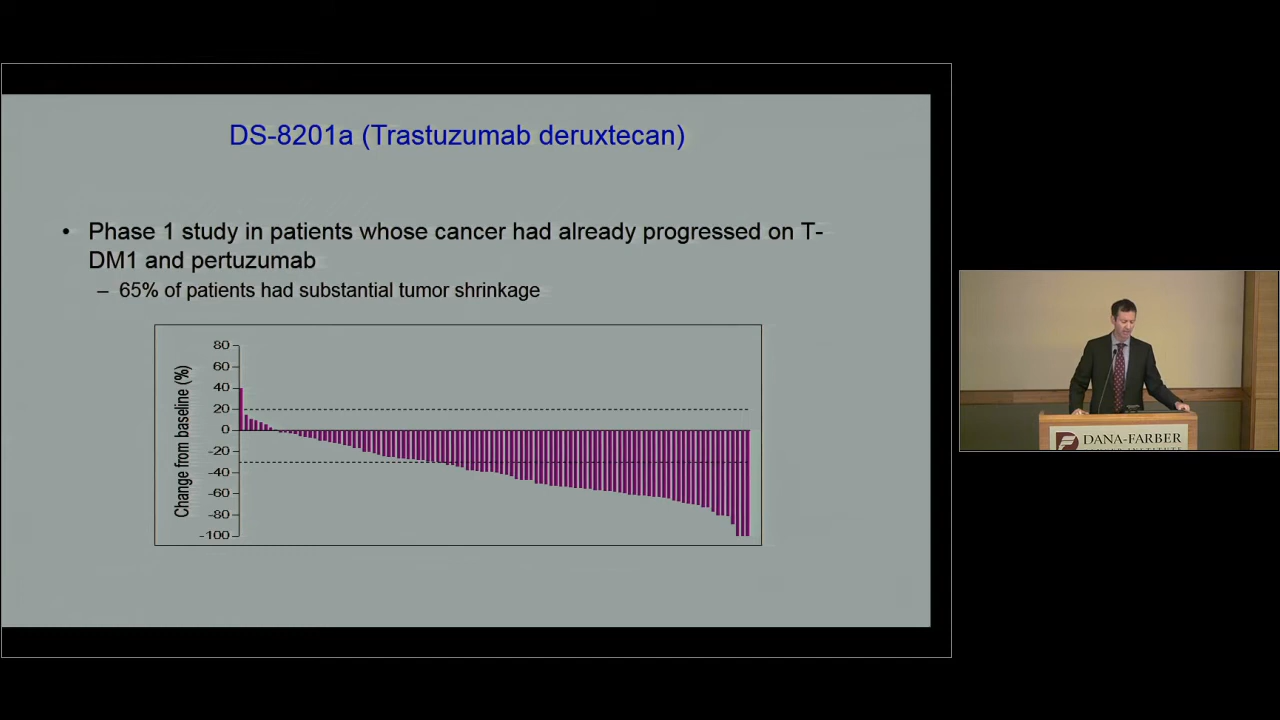 DS-8201a (Trastuzumab deruxtecan)
• Phase 1 study in patients whose cancer had already progressed on T-
DM1 and pertuzumab
– 65% of patients had substantial tumor shrinkage
Change from baseline (%)
80
60
40
20
0
-20
-40
-60
-80
-100
DANA-FARBER